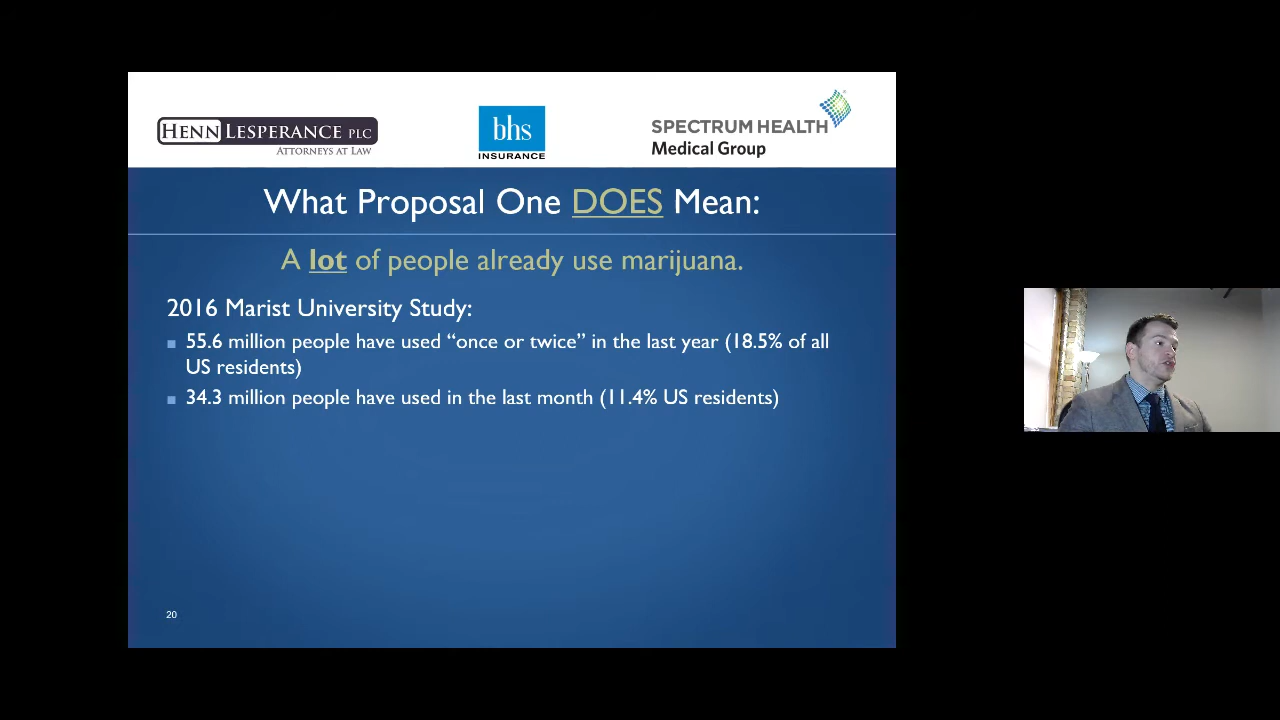 HENN LESPERANCE PLC
ATTORNEYS AT LAW
bhs
INSURANCE
SPECTRUM HEALTH
Medical Group
What Proposal One DOES Mean:
A lot of people already use marijuana.
2016 Marist University Study:
55.6 million people have used “once or twice” in the last year (18.5% of all
US residents)
34.3 million people have used in the last month (11.4% US residents)
20